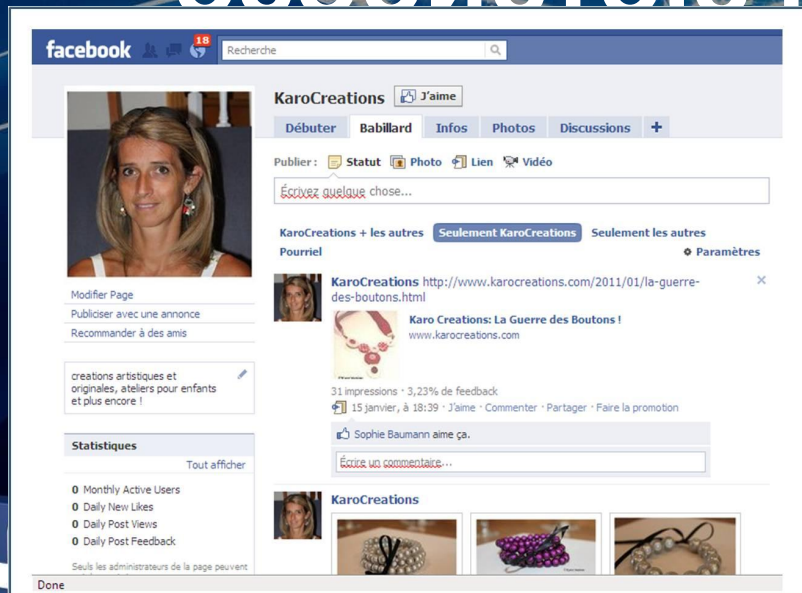 facebook
18
Recherche
KaroCreations J'aime
Débuter Babillard Infos Photos Discussions +
Publier : Statut Photo Lien Vidéo
Écrivez quelque chose...
KaroCreations + les autres Seulement KaroCreations Seulement les autres
Pourriel Paramètres
KaroCreations http://www.karocreations.com/2011/01/la-guerre-
des-boutons.html
Karo Creations: La Guerre des Boutons !
www.karocreations.com
31 impressions · 3,23% de feedback
15 janvier, à 18:39 · J'aime · Commenter · Partager · Faire la promotion
Sophie Baumann aime ça.
Écrire un commentaire...
KaroCreations
Modifier Page
Publiciser avec une annonce
Recommander à des amis
creations artistiques et
originales, ateliers pour enfants
et plus encore !
Statistiques
Tout afficher
0 Monthly Active Users
0 Daily New Likes
0 Daily Post Views
0 Daily Post Feedback
Seuls les administrateurs de la page peuvent
Done